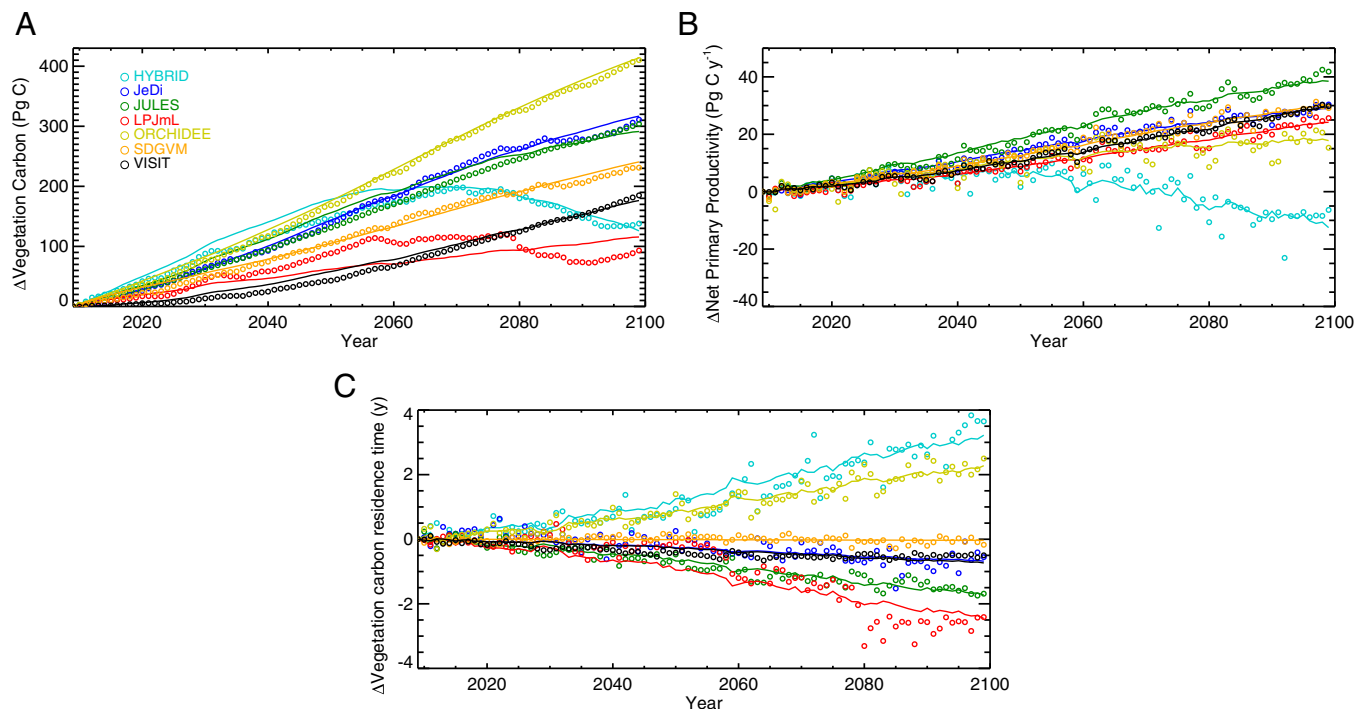 A
ΔVegetation Carbon (Pg C)
400
300
200
100
0
HYBRID
JeDi
JULES
LPJmL
ORCHIDEE
SDGVM
VISIT
2020 2040 2060 2080 2100
Year
B
ΔNet Primary Productivity (Pg C y⁻¹)
40
20
0
-20
-40
2020 2040 2060 2080 2100
Year
C
ΔVegetation carbon residence time (y)
4
2
0
-2
-4
2020 2040 2060 2080 2100
Year